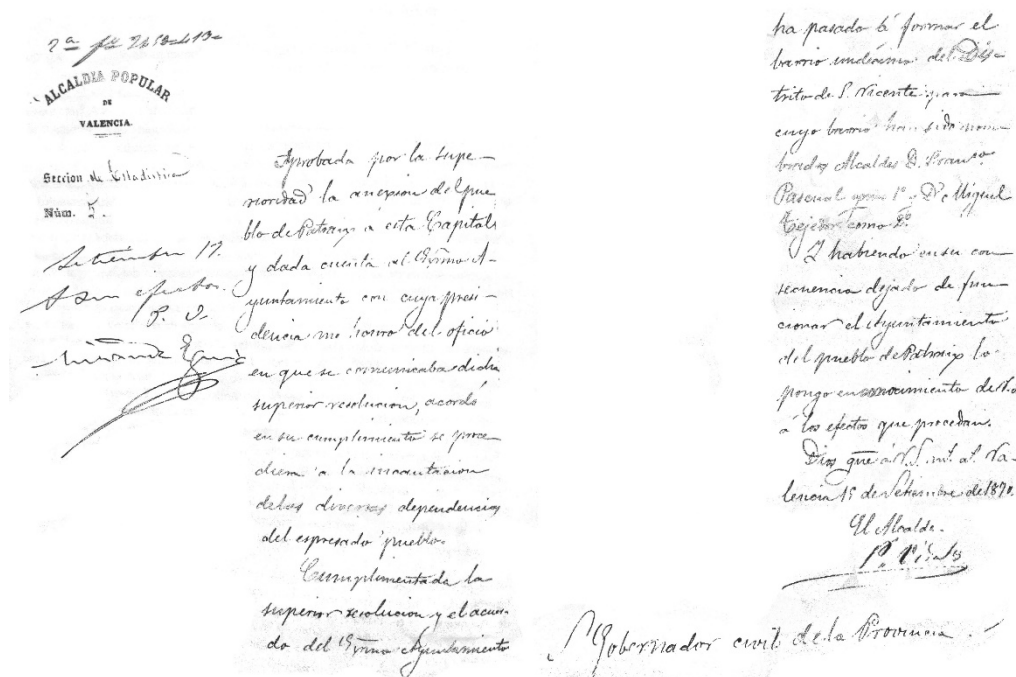 2ª
ALCALDIA POPULAR
DE
VALENCIA.
Seccion de Estadistica
Núm. 5.
Setiembre 17.
A sus efectos.
P. O.
Aprobada por la supe-
rioridad la anexion del pue-
blo de Patraix á esta Capital
y dada cuenta al Exmo A-
yuntamiento con cuya presi-
dencia me honro del oficio
en que se comunicaba dicha
superior resolucion, acordó
en su cumplimiento se proce
diera á la incautacion
de las diversas dependencias
del espresado pueblo.
Cumplimentada la
superior resolucion y el acuer-
do del Exmo Ayuntamiento
ha pasado á formar el
barrio undécimo del Dis-
trito de S. Vicente para
cuyo barrio han sido nom-
brados Alcaldes D. Franco
Pascual como 1º y D. Miguel
Tejedor como 2º
Y habiendo en su con
secuencia dejado de fun-
cionar el Ayuntamiento
del pueblo de Patraix lo
pongo en conocimiento de V.S.
á los efectos que procedan.
Dios gue á V.S. m. a. Va-
lencia 15 de Setiembre de 1870.
El Alcalde.
S Gobernador civil de la Provincia.